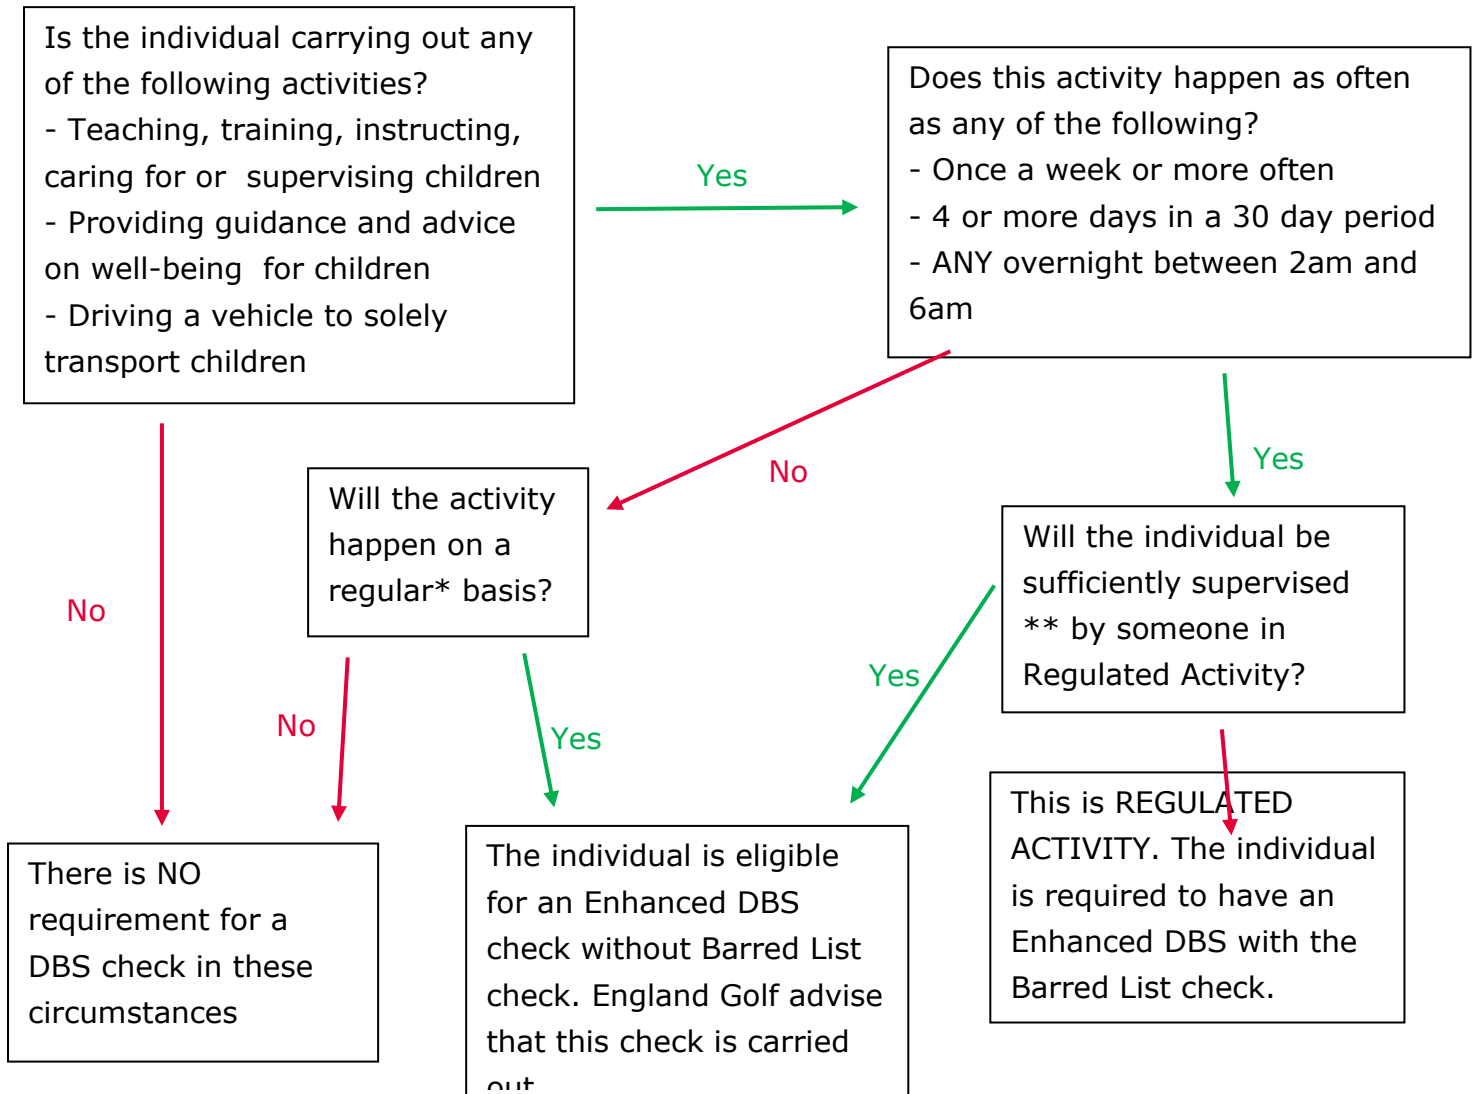 Is the individual carrying out any
of the following activities?
- Teaching, training, instructing,
caring for or  supervising children
- Providing guidance and advice
on well-being  for children
- Driving a vehicle to solely
transport children
Yes
Does this activity happen as often
as any of the following?
- Once a week or more often
- 4 or more days in a 30 day period
- ANY overnight between 2am and
6am
No
Yes
No
Will the activity
happen on a
regular* basis?
Will the individual be
sufficiently supervised
** by someone in
Regulated Activity?
No
Yes
Yes
There is NO
requirement for a
DBS check in these
circumstances
The individual is eligible
for an Enhanced DBS
check without Barred List
check. England Golf advise
that this check is carried
out
This is REGULATED
ACTIVITY. The individual
is required to have an
Enhanced DBS with the
Barred List check.